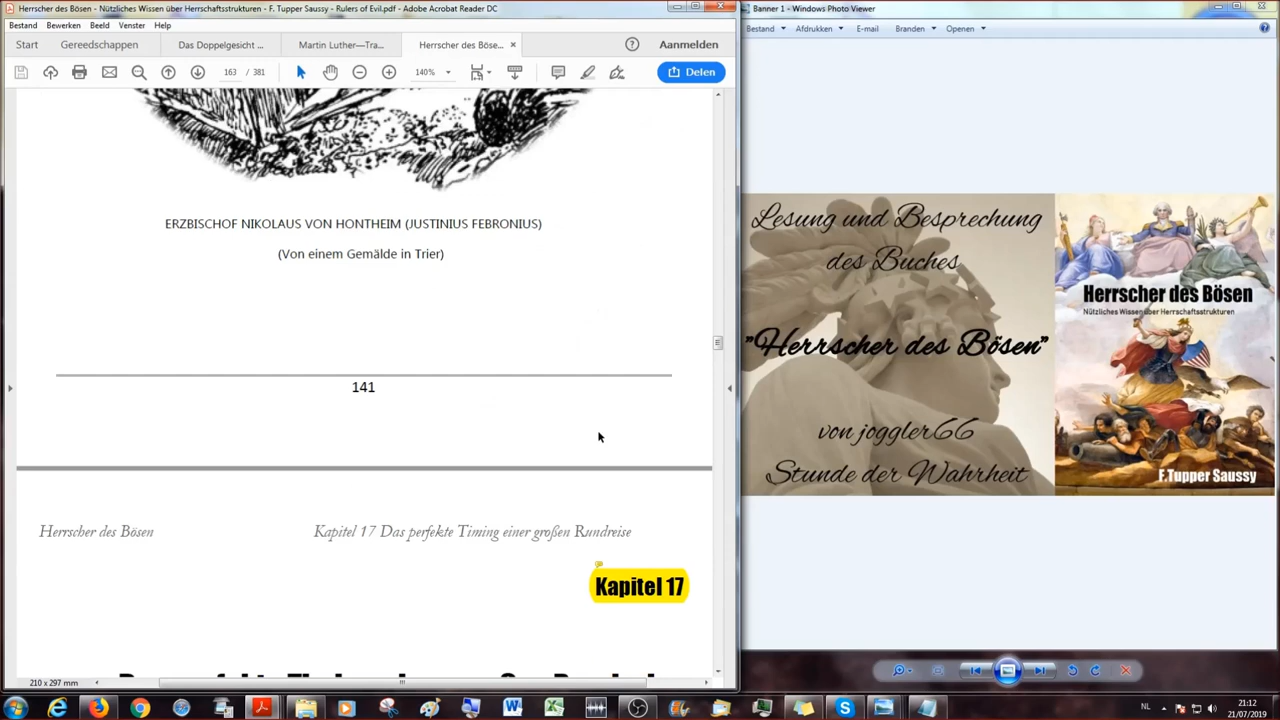 Herrscher des Bösen - Nützliches Wissen über Herrschaftsstrukturen - F. Tupper Saussy - Rulers of Evil.pdf - Adobe Acrobat Reader DC
Bestand Bewerken Beeld Venster Help
Start Gereedschappen Das Doppelgesicht ... Martin Luther—Tra... Herrscher des Böse... × ? Aanmelden
163 / 381 140% Delen
ERZBISCHOF NIKOLAUS VON HONTHEIM (JUSTINIUS FEBRONIUS)
(Von einem Gemälde in Trier)
141
Herrscher des Bösen Kapitel 17 Das perfekte Timing einer großen Rundreise
Kapitel 17
210 x 297 mm
Banner 1 - Windows Photo Viewer
Bestand Afdrukken E-mail Branden Openen
Lesung und Besprechung
des Buches
"Herrscher des Bösen"
von joggler66
Stunde der Wahrheit
Herrscher des Bösen
Nützliches Wissen über Herrschaftsstrukturen
F.Tupper Saussy
NL 21:12
21/07/2019